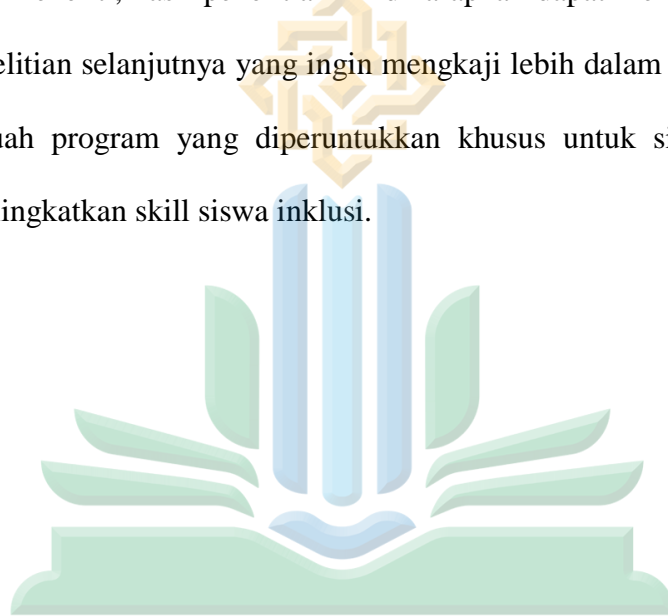 elitian selanjutnya yang ingin mengkaji lebih dalam
uah program yang diperuntukkan khusus untuk si
ingkatkan skill siswa inklusi.